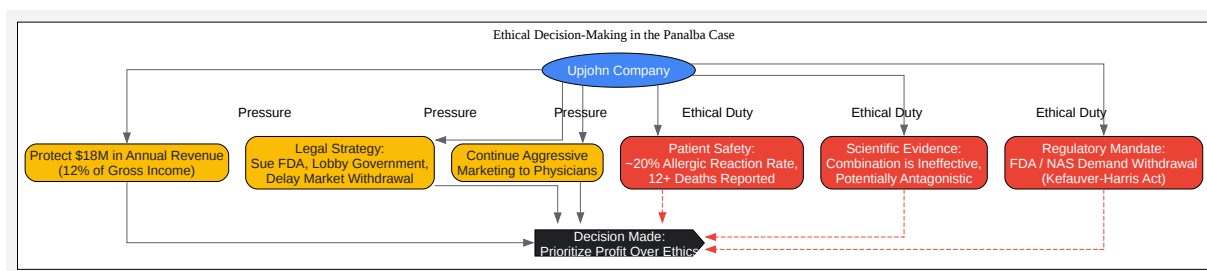 Ethical Decision-Making in the Panalba Case
Upjohn Company
Pressure
Pressure
Pressure
Ethical Duty
Ethical Duty
Ethical Duty
Protect $18M in Annual Revenue
(12% of Gross Income)
Legal Strategy:
Sue FDA, Lobby Government,
Delay Market Withdrawal
Continue Aggressive
Marketing to Physicians
Patient Safety:
~20% Allergic Reaction Rate,
12+ Deaths Reported
Scientific Evidence:
Combination is Ineffective,
Potentially Antagonistic
Regulatory Mandate:
FDA / NAS Demand Withdrawal
(Kefauver-Harris Act)
Decision Made:
Prioritize Profit Over Ethics